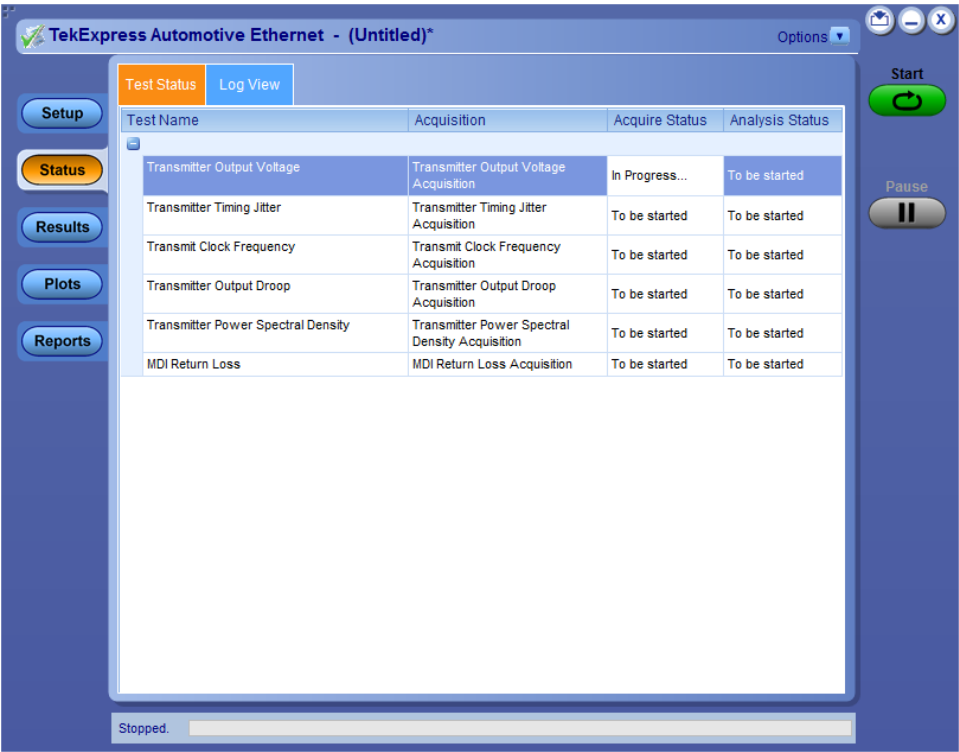 TekExpress Automotive Ethernet - (Untitled)*
Options
X
Start
Pause
Setup
Status
Results
Plots
Reports
Test Status Log View
Test Name Acquisition Acquire Status Analysis Status
Transmitter Output Voltage Transmitter Output Voltage Acquisition In Progress... To be started
Transmitter Timing Jitter Transmitter Timing Jitter Acquisition To be started To be started
Transmit Clock Frequency Transmit Clock Frequency Acquisition To be started To be started
Transmitter Output Droop Transmitter Output Droop Acquisition To be started To be started
Transmitter Power Spectral Density Transmitter Power Spectral Density Acquisition To be started To be started
MDI Return Loss MDI Return Loss Acquisition To be started To be started
Stopped.